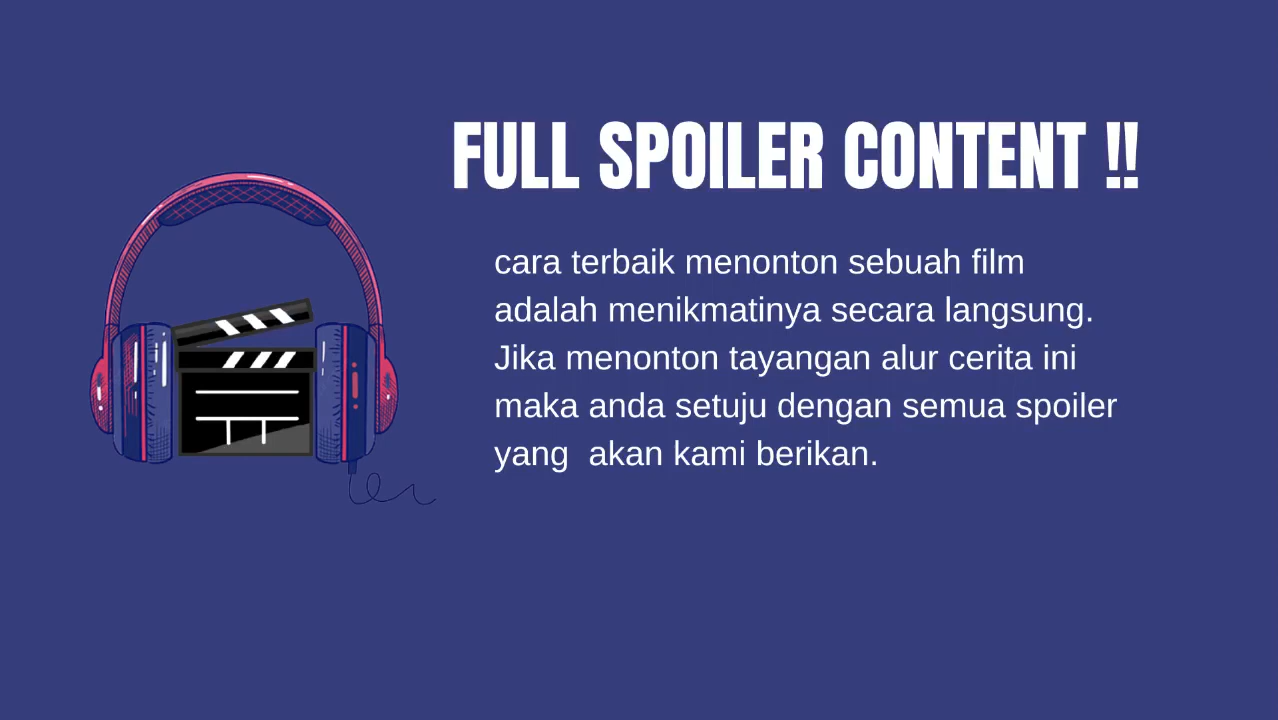 FULL SPOILER CONTENT !!
cara terbaik menonton sebuah film
adalah menikmatinya secara langsung.
Jika menonton tayangan alur cerita ini
maka anda setuju dengan semua spoiler
yang  akan kami berikan.